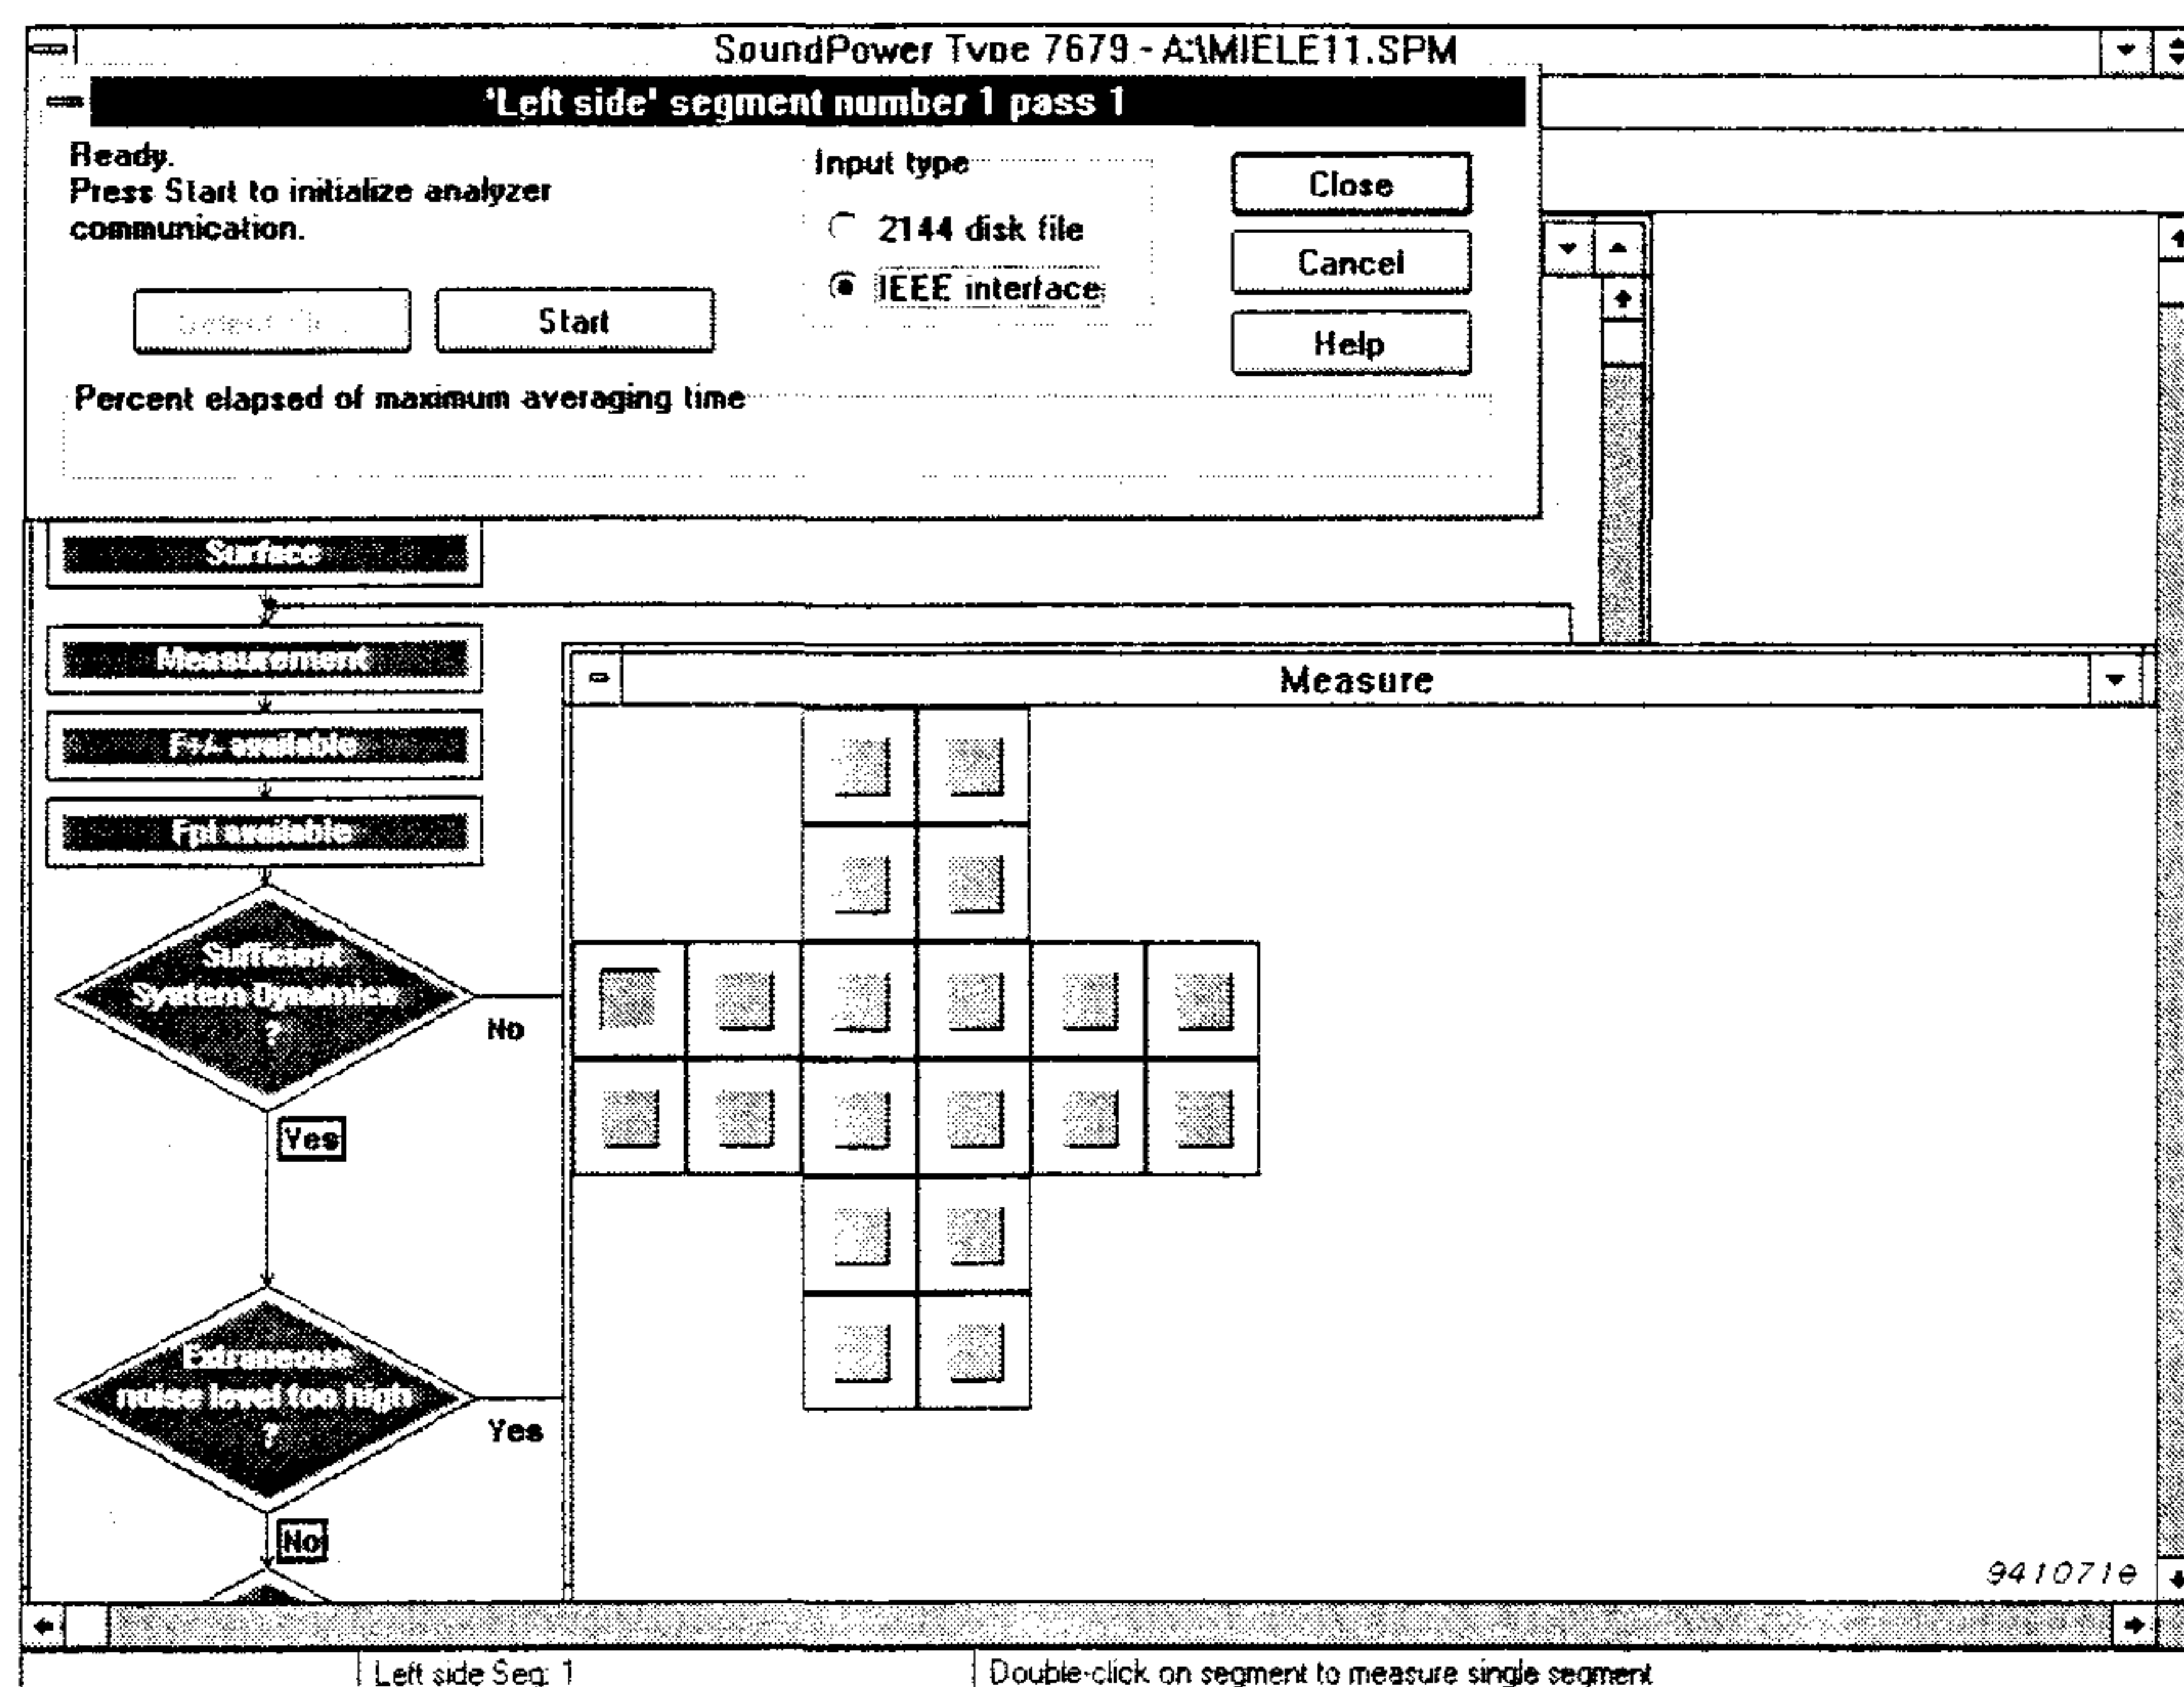 SoundPower Type 7679 - A:\MIELE11.SPM
'Left side' segment number 1 pass 1
Ready.
Press Start to initialize analyzer
communication.
Input type
2144 disk file
IEEE interface
Close
Cancel
Help
Start
Percent elapsed of maximum averaging time
Surface
Measurement
F+/- available
FpI available
Sufficient
System Dynamics
?
No
Yes
Extraneous
noise level too high
?
Yes
No
Measure
941071e
Left side Seg: 1
Double-click on segment to measure single segment